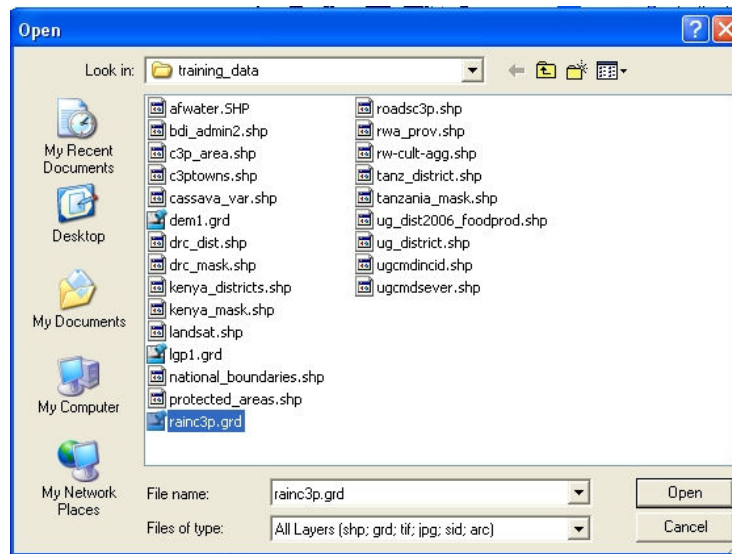 Open
Look in: training_data
My Recent
Documents
Desktop
My Documents
My Computer
My Network
Places
afwater.SHP
bdi_admin2.shp
c3p_area.shp
c3ptowns.shp
cassava_var.shp
dem1.grd
drc_dist.shp
drc_mask.shp
kenya_districts.shp
kenya_mask.shp
landsat.shp
lgp1.grd
national_boundaries.shp
protected_areas.shp
rainc3p.grd
roadsc3p.shp
rwa_prov.shp
rw-cult-agg.shp
tanz_district.shp
tanzania_mask.shp
ug_dist2006_foodprod.shp
ug_district.shp
ugcmdincid.shp
ugcmdsever.shp
File name: rainc3p.grd Open
Files of type: All Layers (shp; grd; tif; jpg; sid; arc) Cancel